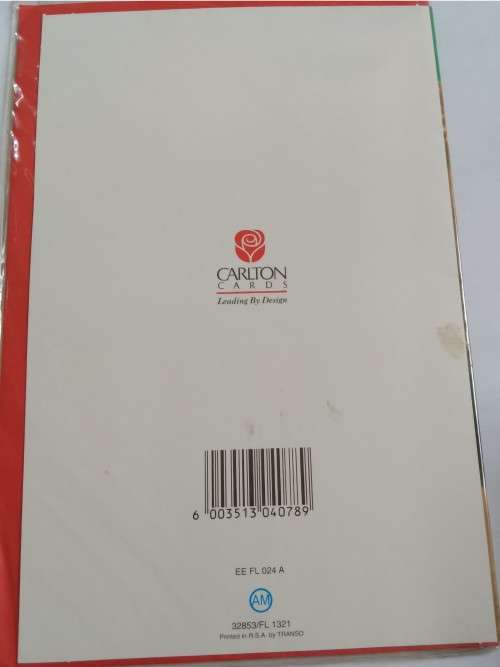 CARLTON
CARDS
Leading By Design
6 003513 040789
EE FL 024 A
AM
32853/FL 1321
Printed in R.S.A. by TRANSO